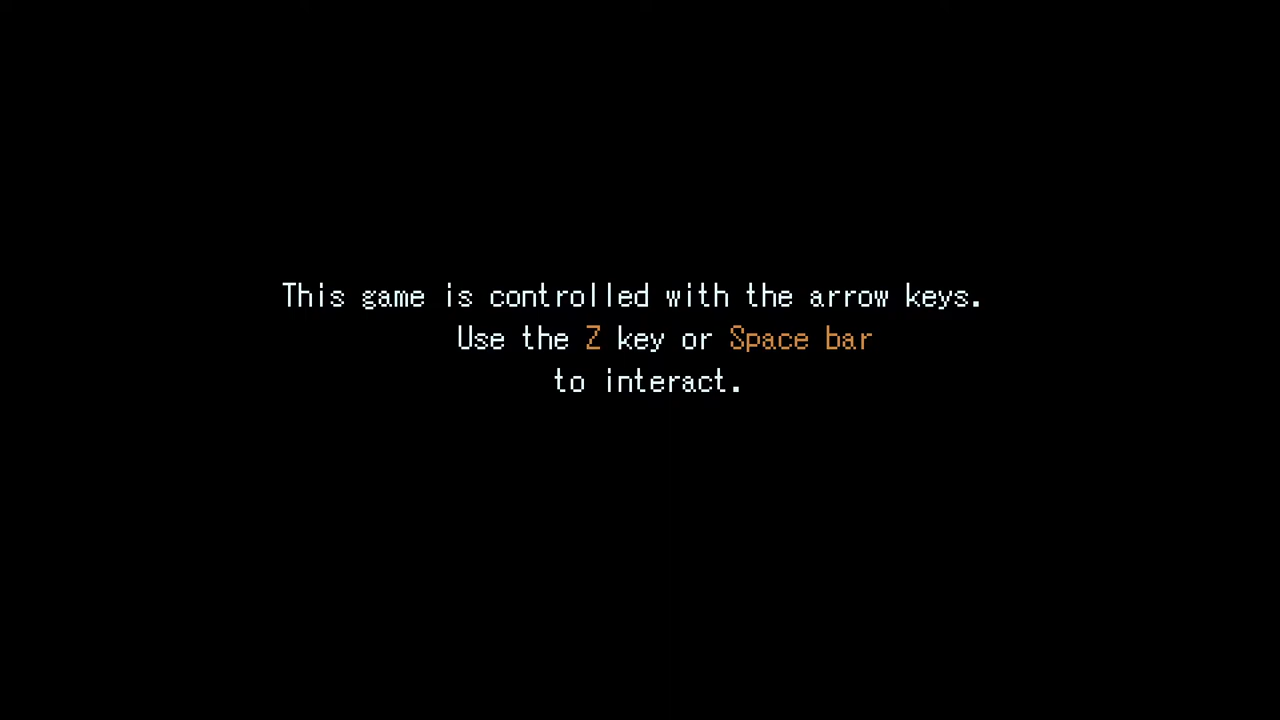 This game is controlled with the arrow keys.
Use the Z key or Space bar
to interact.